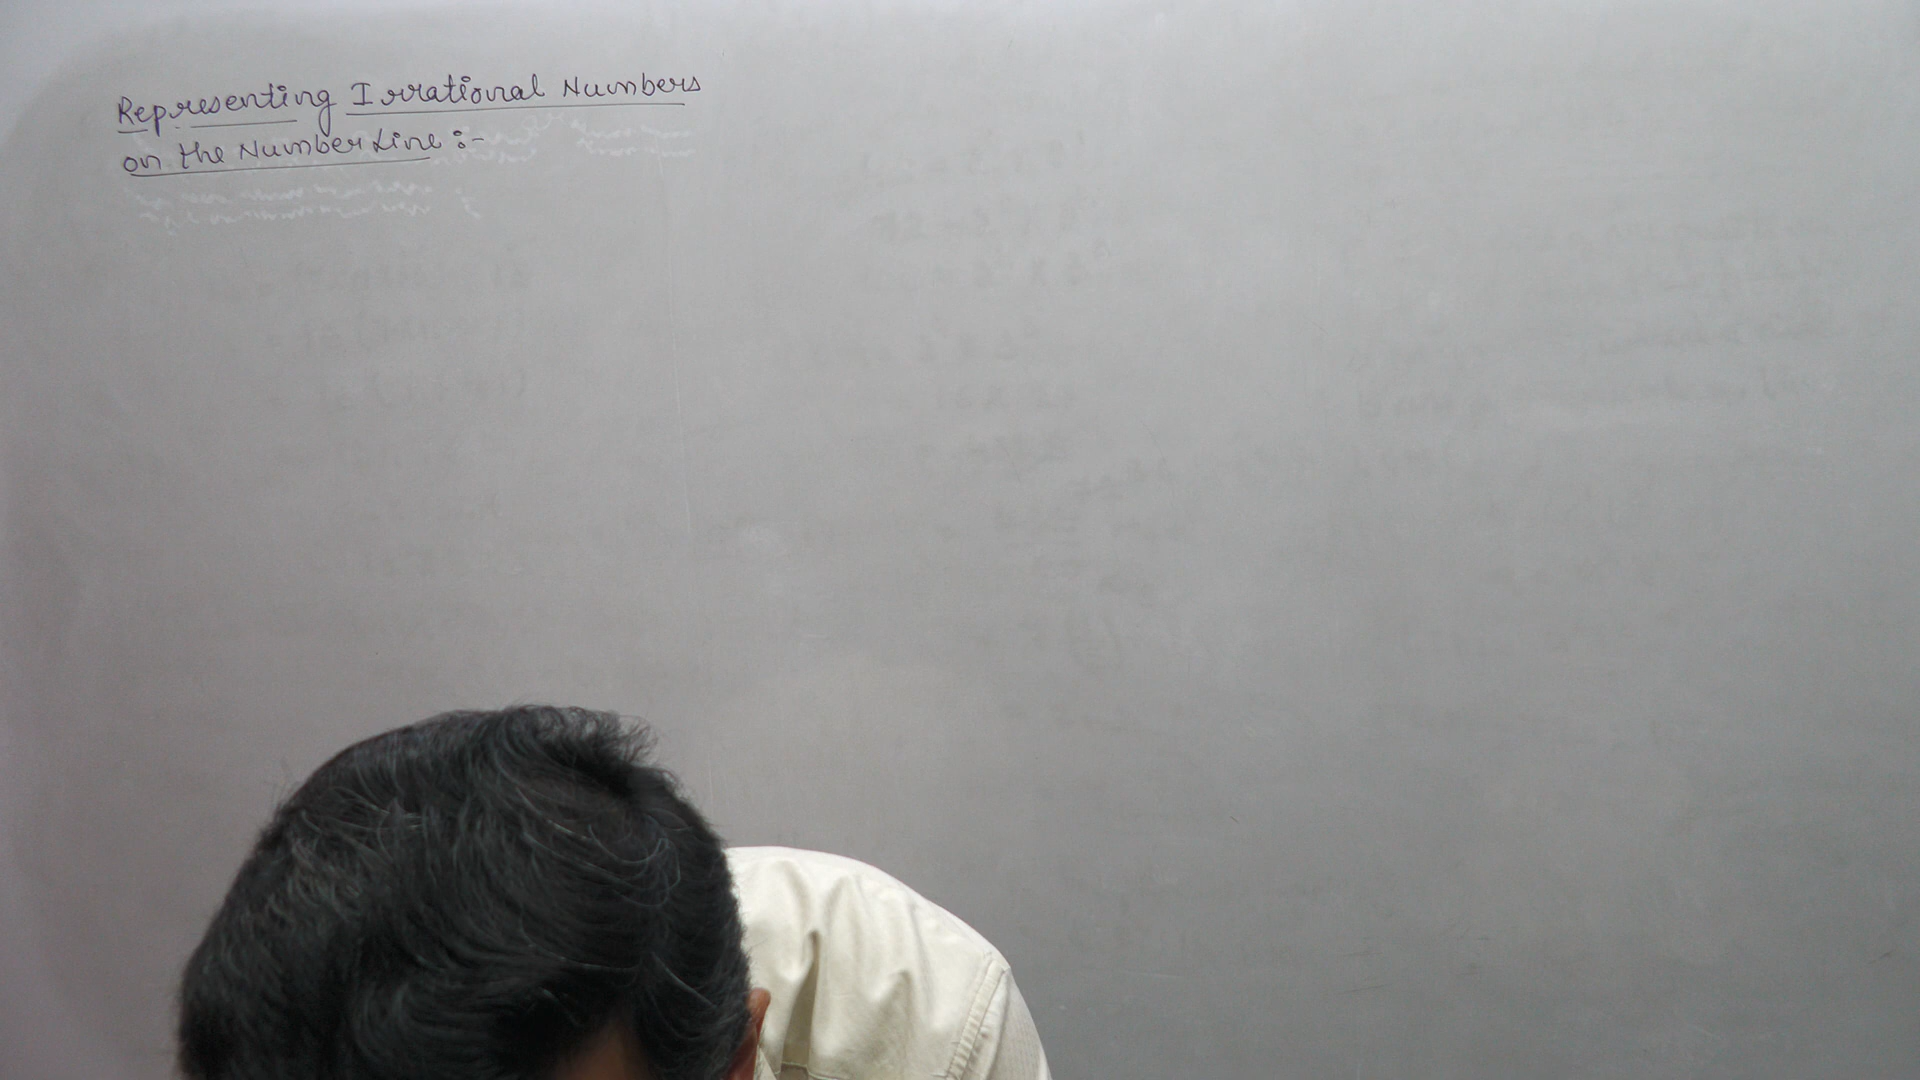 Representing Irrational Numbers
on the Number Line :-